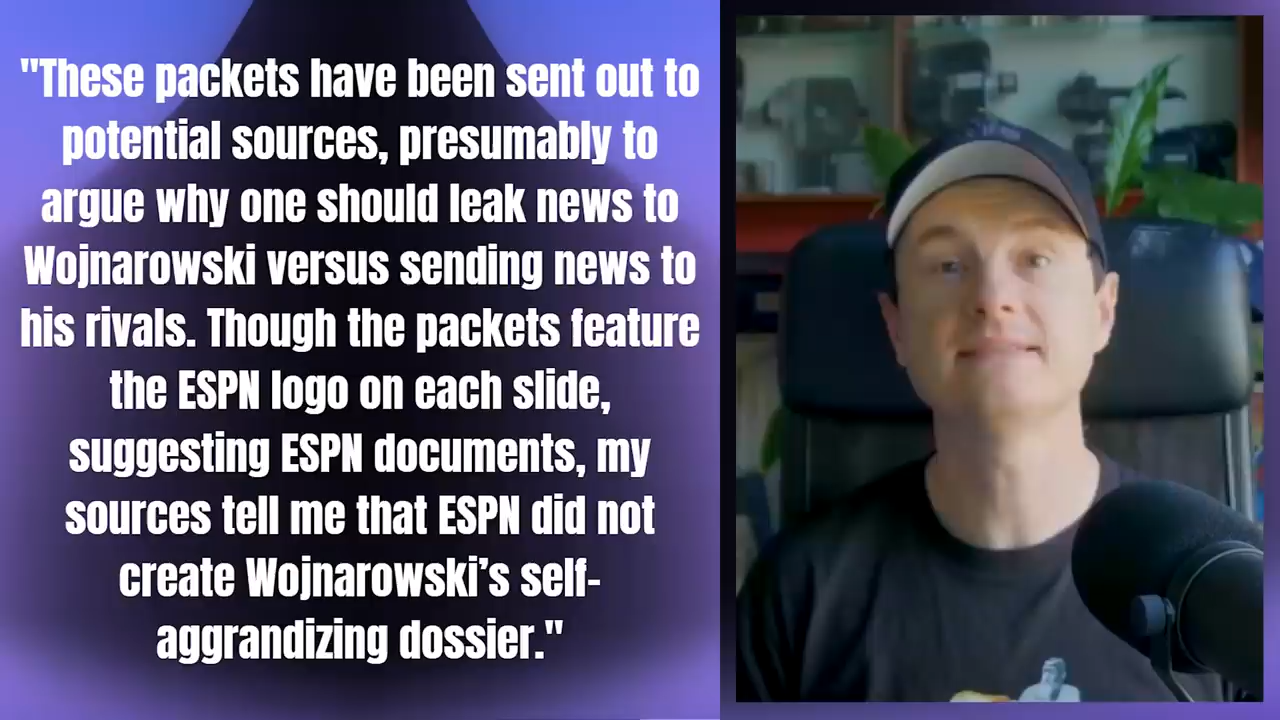 "These packets have been sent out to
potential sources, presumably to
argue why one should leak news to
Wojnarowski versus sending news to
his rivals. Though the packets feature
the ESPN logo on each slide,
suggesting ESPN documents, my
sources tell me that ESPN did not
create Wojnarowski’s self-
aggrandizing dossier."